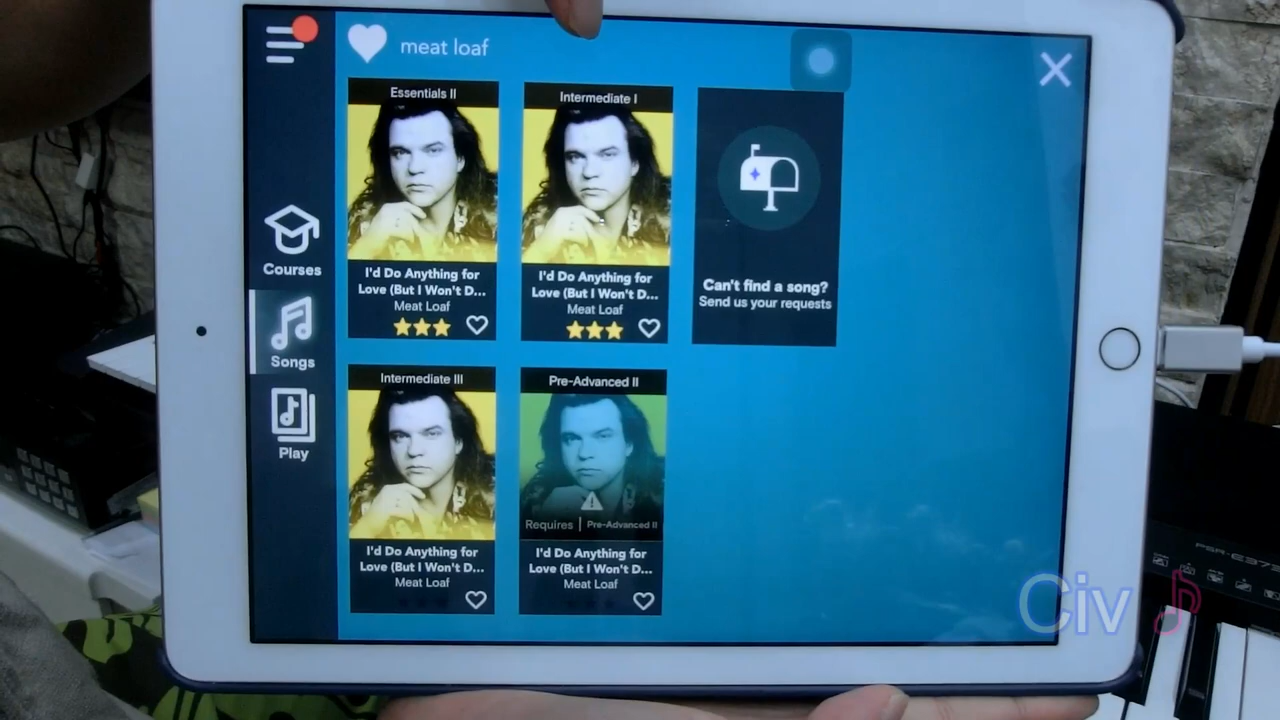 meat loaf
Essentials II
I'd Do Anything for
Love (But I Won't D...
Meat Loaf
Intermediate I
I'd Do Anything for
Love (But I Won't D...
Meat Loaf
Can't find a song?
Send us your requests
Courses
Songs
Play
Intermediate III
I'd Do Anything for
Love (But I Won't D...
Meat Loaf
Pre-Advanced II
Requires | Pre-Advanced II
I'd Do Anything for
Love (But I Won't D...
Meat Loaf
PSR-E373
Civ